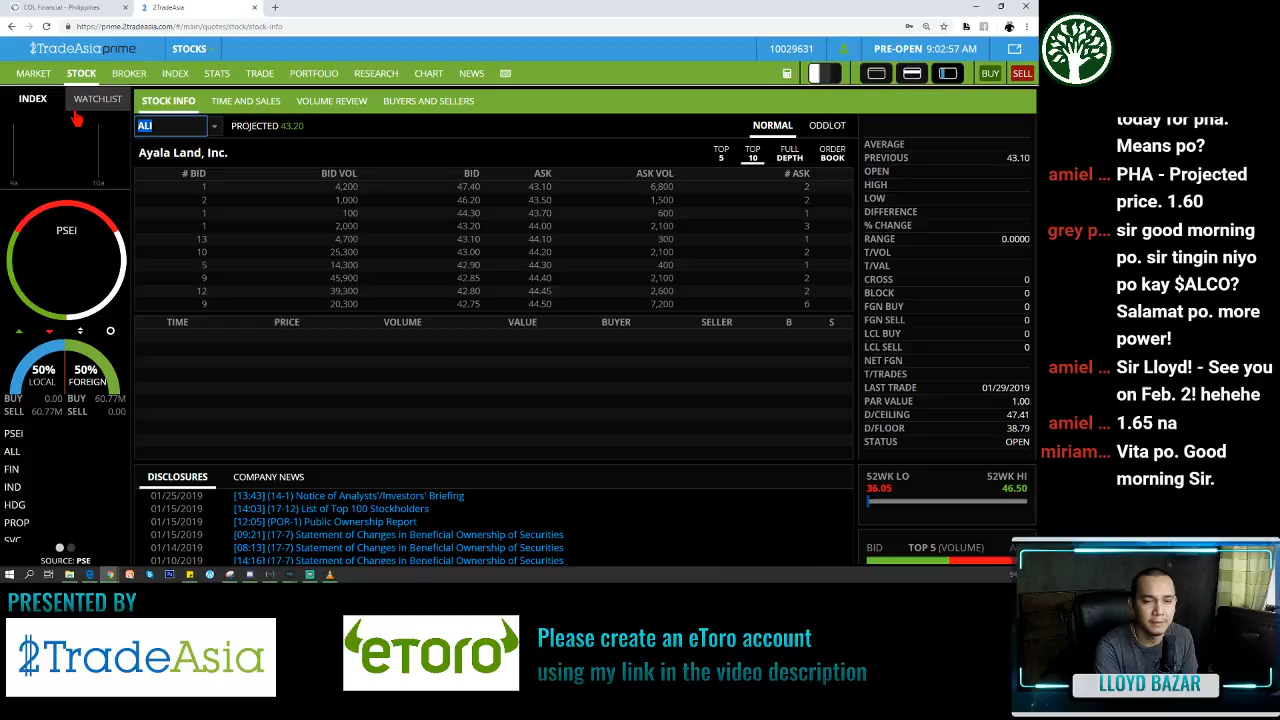 COL Financial - Philippines
2TradeAsia
https://prime.2tradeasia.com/#/main/quotes/stock/stock-info
2TradeAsia prime
STOCKS
10029631
PRE-OPEN 9:02:57 AM
MARKET STOCK BROKER INDEX STATS TRADE PORTFOLIO RESEARCH CHART NEWS
BUY SELL
INDEX WATCHLIST
STOCK INFO TIME AND SALES VOLUME REVIEW BUYERS AND SELLERS
ALI PROJECTED 43.20 NORMAL ODDLOT
Ayala Land, Inc. TOP 5 TOP 10 FULL DEPTH ORDER BOOK
# BID BID VOL BID ASK ASK VOL # ASK
1 4,200 47.40 43.10 6,800 2
2 1,000 46.20 43.50 1,500 2
1 100 44.30 43.70 600 1
1 2,000 43.20 44.00 2,100 3
13 4,700 43.10 44.10 300 1
10 25,300 43.00 44.20 2,100 2
5 14,300 42.90 44.30 400 1
9 45,900 42.85 44.40 2,100 2
12 39,300 42.80 44.45 2,600 2
9 20,300 42.75 44.50 7,200 6
TIME PRICE VOLUME VALUE BUYER SELLER B S
DISCLOSURES COMPANY NEWS
01/25/2019 [13:43] (14-1) Notice of Analysts'/Investors' Briefing
01/15/2019 [14:03] (17-12) List of Top 100 Stockholders
01/15/2019 [12:05] (POR-1) Public Ownership Report
01/15/2019 [09:21] (17-7) Statement of Changes in Beneficial Ownership of Securities
01/14/2019 [08:13] (17-7) Statement of Changes in Beneficial Ownership of Securities
01/10/2019 [14:16] (17-7) Statement of Changes in Beneficial Ownership of Securities
AVERAGE
PREVIOUS 43.10
OPEN
HIGH
LOW
DIFFERENCE
% CHANGE
RANGE 0.0000
T/VOL
T/VAL
CROSS 0
BLOCK 0
FGN BUY 0
FGN SELL 0
LCL BUY 0
LCL SELL 0
NET FGN
T/TRADES
LAST TRADE 01/29/2019
PAR VALUE 1.00
D/CEILING 47.41
D/FLOOR 38.79
STATUS OPEN
52WK LO 52WK HI
36.05 46.50
BID TOP 5 (VOLUME)
9a 10a
PSEI
50% 50%
LOCAL FOREIGN
BUY 0.00 BUY 60.77M
SELL 60.77M SELL 0.00
PSEi
ALL
FIN
IND
HDG
PROP
SVC
SOURCE: PSE
today for pha.
Means po?
amiel ... PHA - Projected
price. 1.60
grey p... sir good morning
po. sir tingin niyo
po kay $ALCO?
Salamat po. more
power!
amiel ... Sir Lloyd! - See you
on Feb. 2! hehehe
amiel ... 1.65 na
miriam... Vita po. Good
morning Sir.
PRESENTED BY
2TradeAsia
eToro
Please create an eToro account
using my link in the video description
LLOYD BAZAR